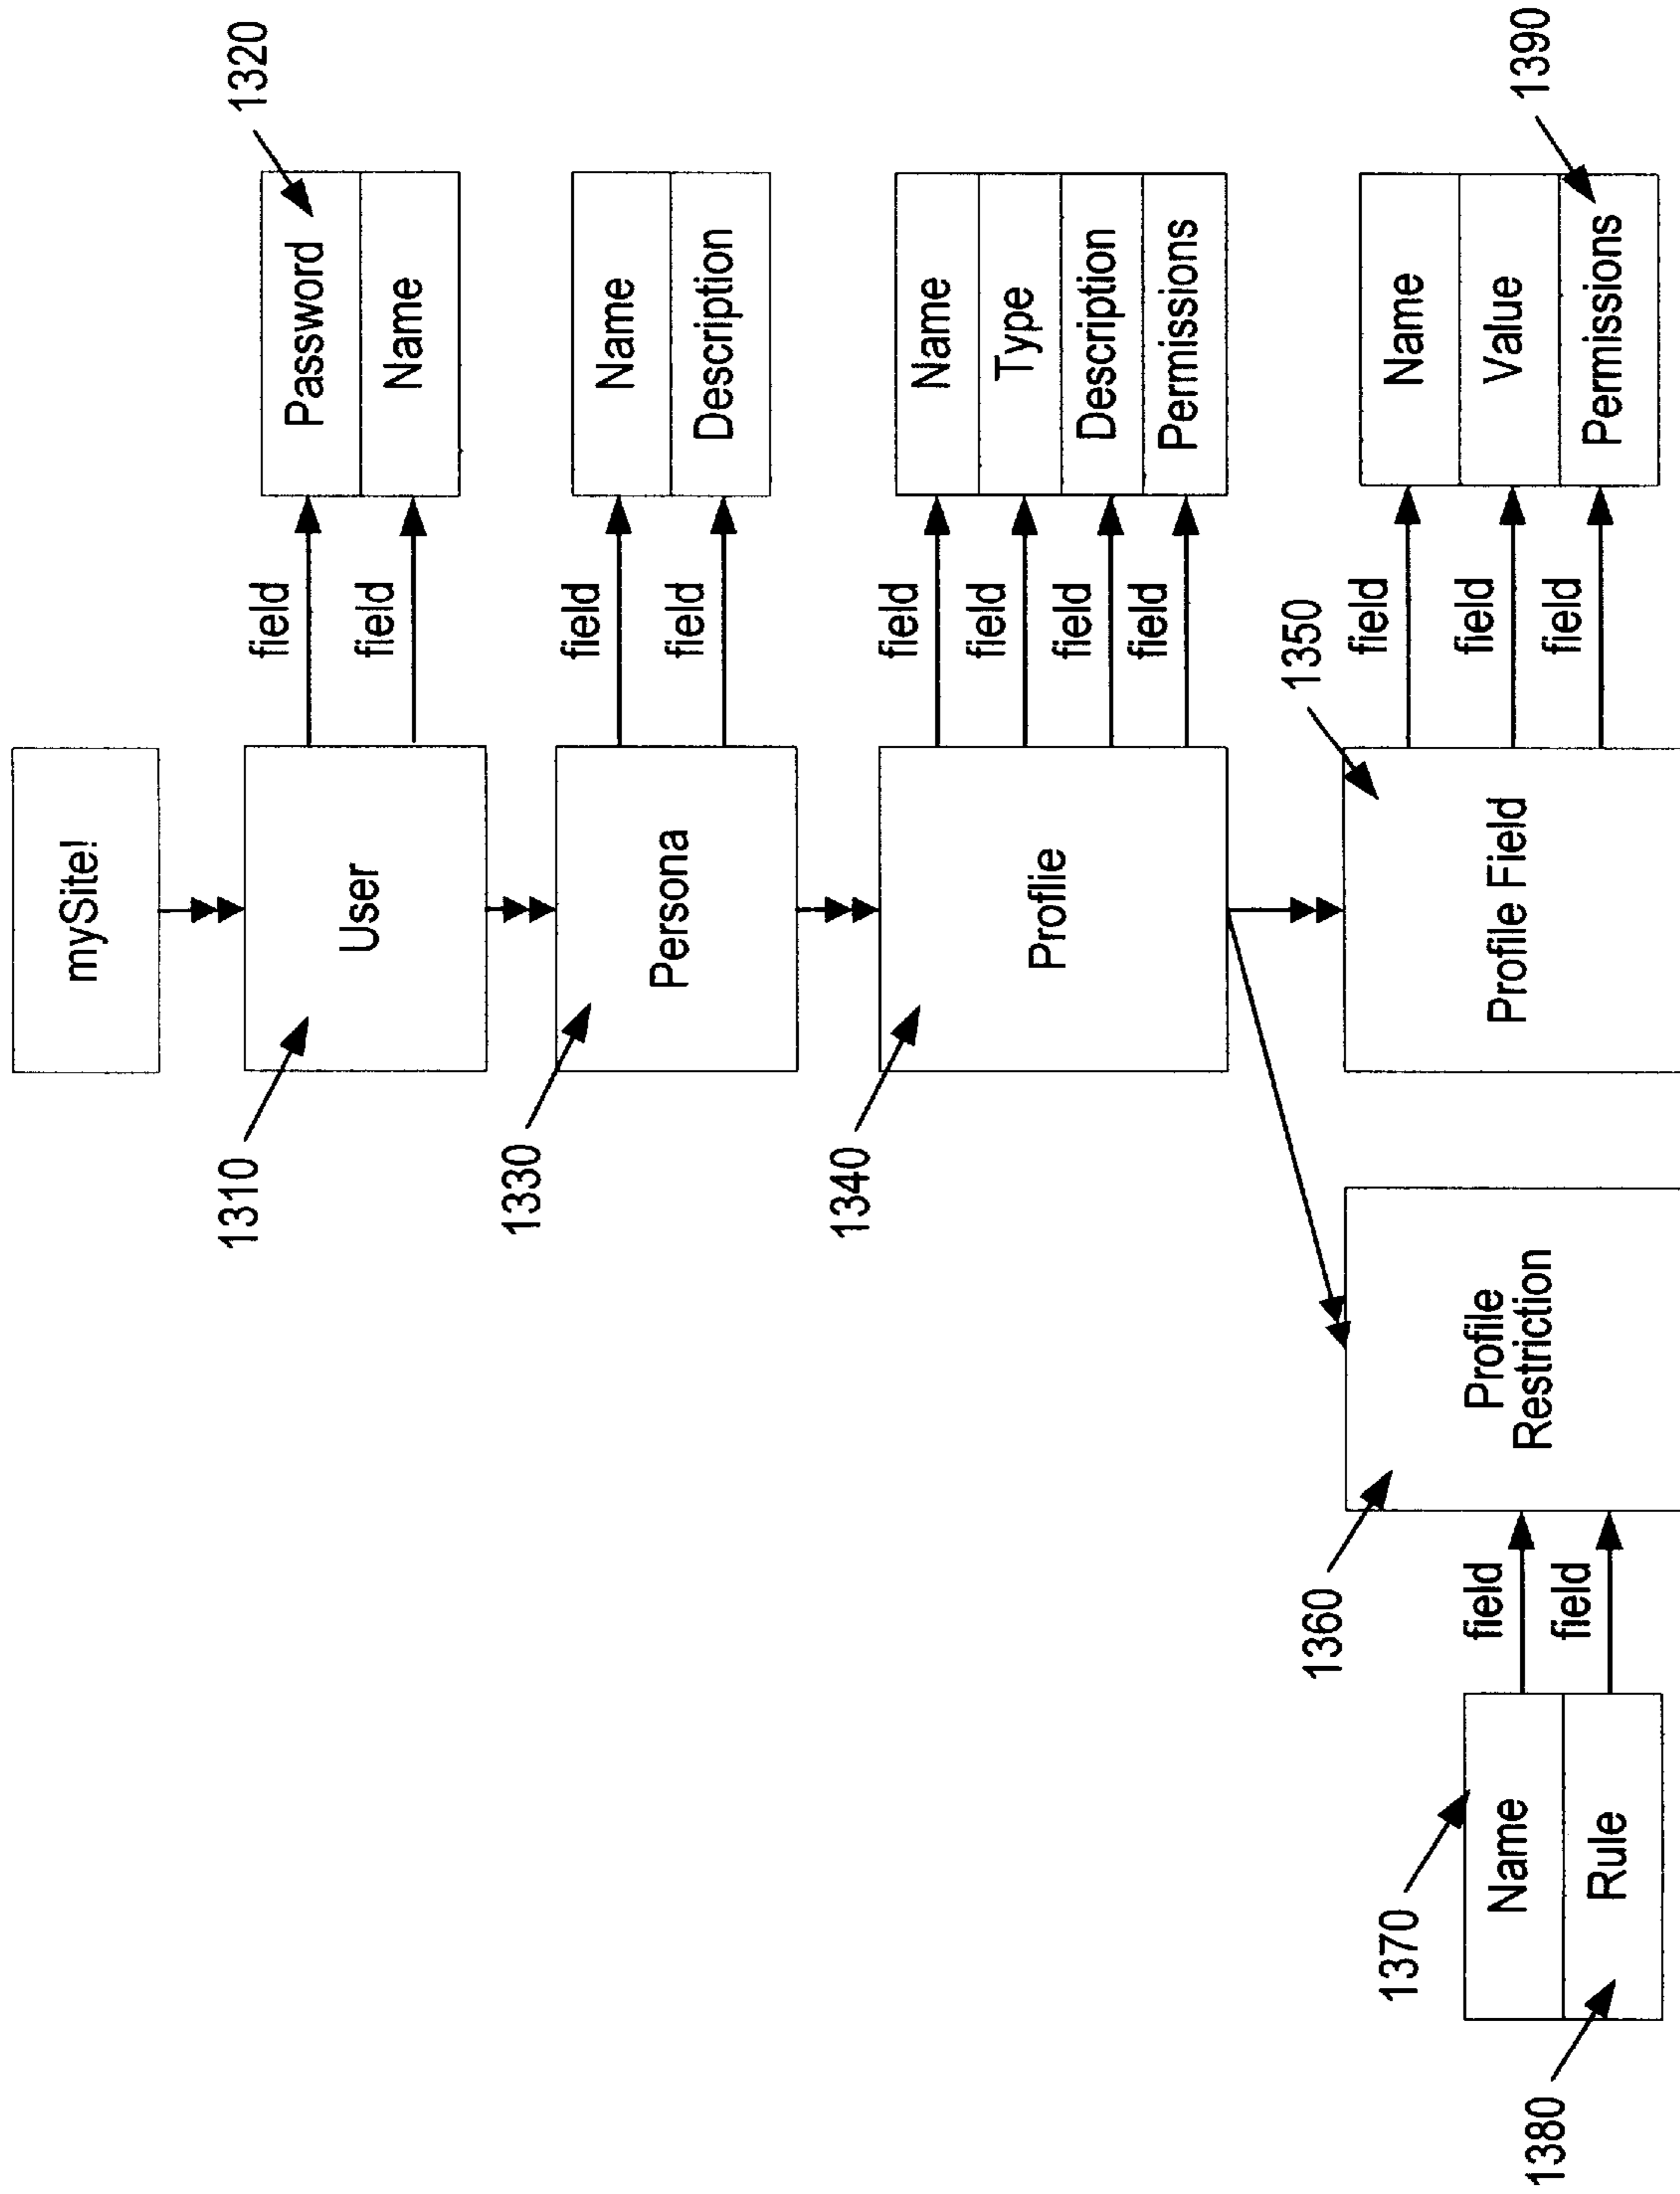 mySite!
1310
User
field
field
Password
Name
1320
1330
Persona
field
field
Name
Description
1340
Proflie
field
field
field
field
Name
Type
Description
Permissions
1350
Profile Field
field
field
field
Name
Value
Permissions
1390
1360
Profile
Restriction
field
field
1370
Name
Rule
1380